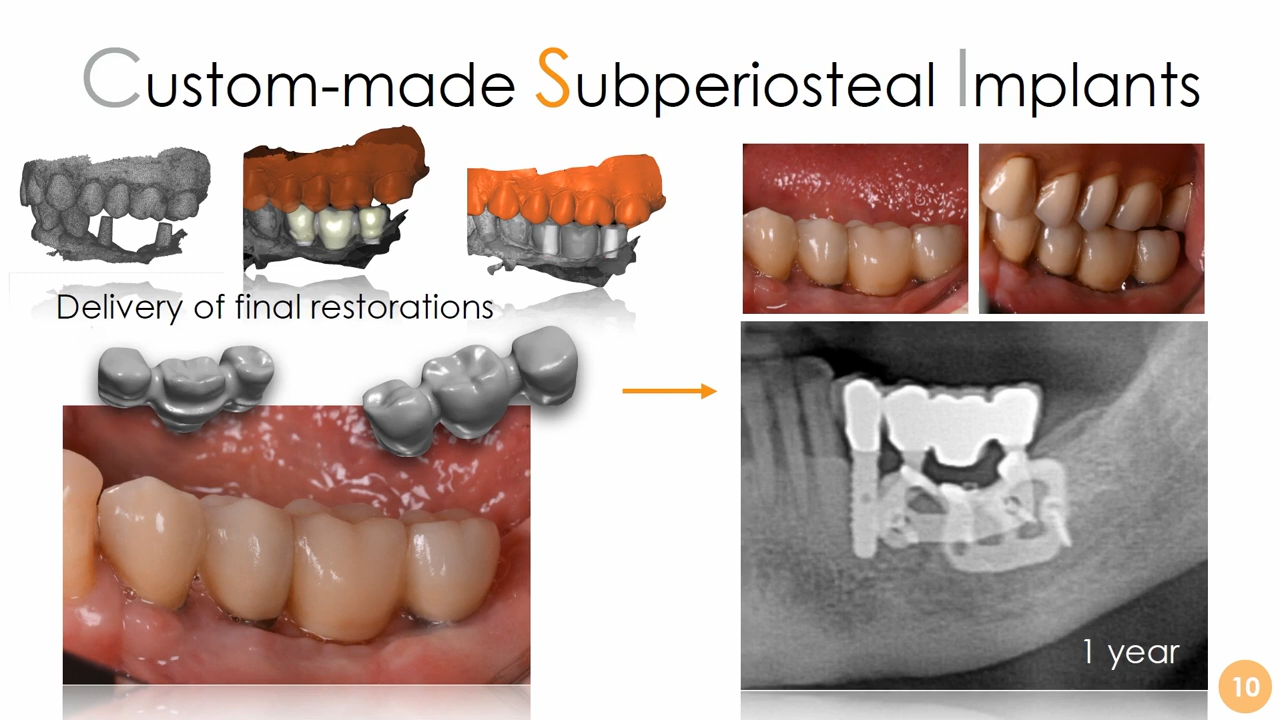 Custom-made Subperiosteal Implants
Delivery of final restorations
1 year
10